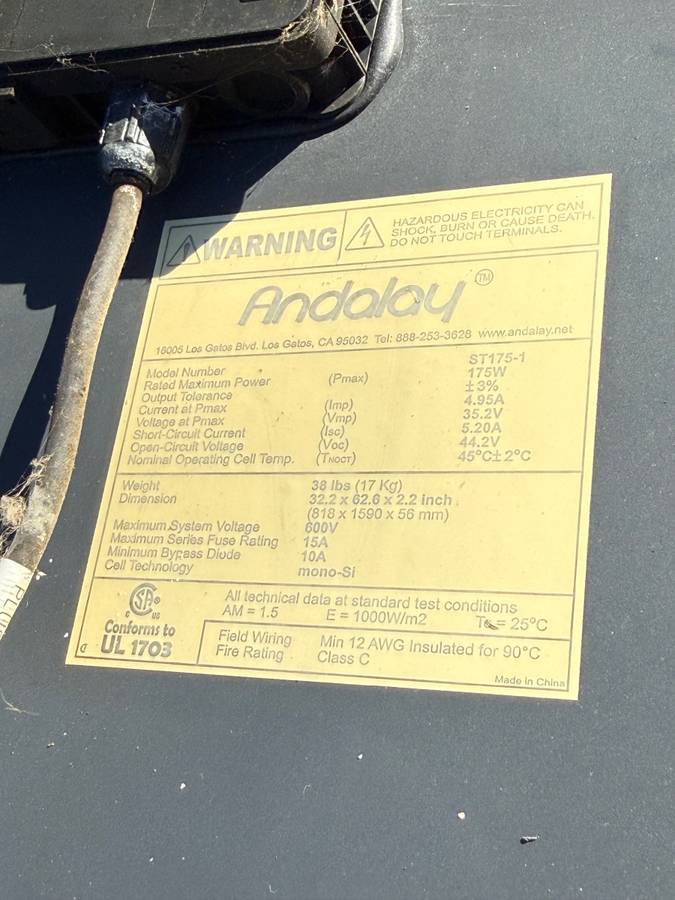 WARNING
HAZARDOUS ELECTRICITY CAN
SHOCK, BURN OR CAUSE DEATH.
DO NOT TOUCH TERMINALS.
Andalay™
16005 Los Gatos Blvd. Los Gatos, CA 95032 Tel: 888-253-3628 www.andalay.net
Model Number ST175-1
Rated Maximum Power (Pmax) 175W
Output Tolerance ±3%
Current at Pmax (Imp) 4.95A
Voltage at Pmax (Vmp) 35.2V
Short-Circuit Current (Isc) 5.20A
Open-Circuit Voltage (Voc) 44.2V
Nominal Operating Cell Temp. (TNOCT) 45°C±2°C
Weight 38 lbs (17 Kg)
Dimension 32.2 x 62.6 x 2.2 inch
(818 x 1590 x 56 mm)
Maximum System Voltage 600V
Maximum Series Fuse Rating 15A
Minimum Bypass Diode 10A
Cell Technology mono-Si
C SA® US
Conforms to
UL 1703
All technical data at standard test conditions
AM = 1.5 E = 1000W/m2 = 25°C
Field Wiring Min 12 AWG Insulated for 90°C
Fire Rating Class C
Made in China